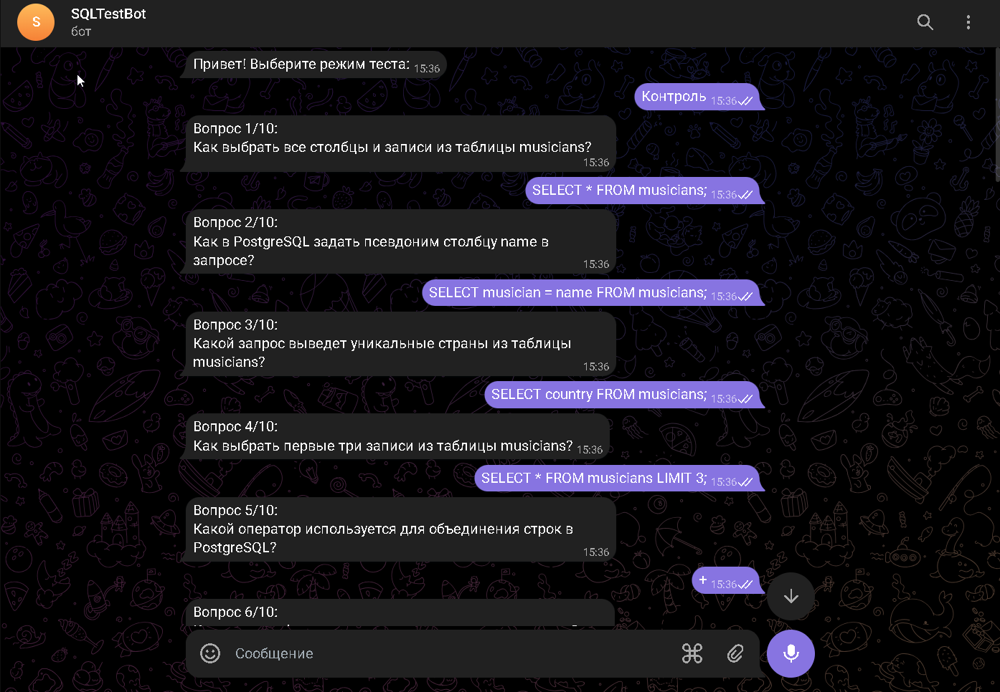 S
SQLTestBot
бот
Привет! Выберите режим теста: 15:36
Контроль 15:36
Вопрос 1/10:
Как выбрать все столбцы и записи из таблицы musicians?
15:36
SELECT * FROM musicians; 15:36
Вопрос 2/10:
Как в PostgreSQL задать псевдоним столбцу name в
запросе? 15:36
SELECT musician = name FROM musicians; 15:36
Вопрос 3/10:
Какой запрос выведет уникальные страны из таблицы
musicians? 15:36
SELECT country FROM musicians; 15:36
Вопрос 4/10:
Как выбрать первые три записи из таблицы musicians? 15:36
SELECT * FROM musicians LIMIT 3; 15:36
Вопрос 5/10:
Какой оператор используется для объединения строк в
PostgreSQL? 15:36
+ 15:36
Вопрос 6/10:
Сообщение